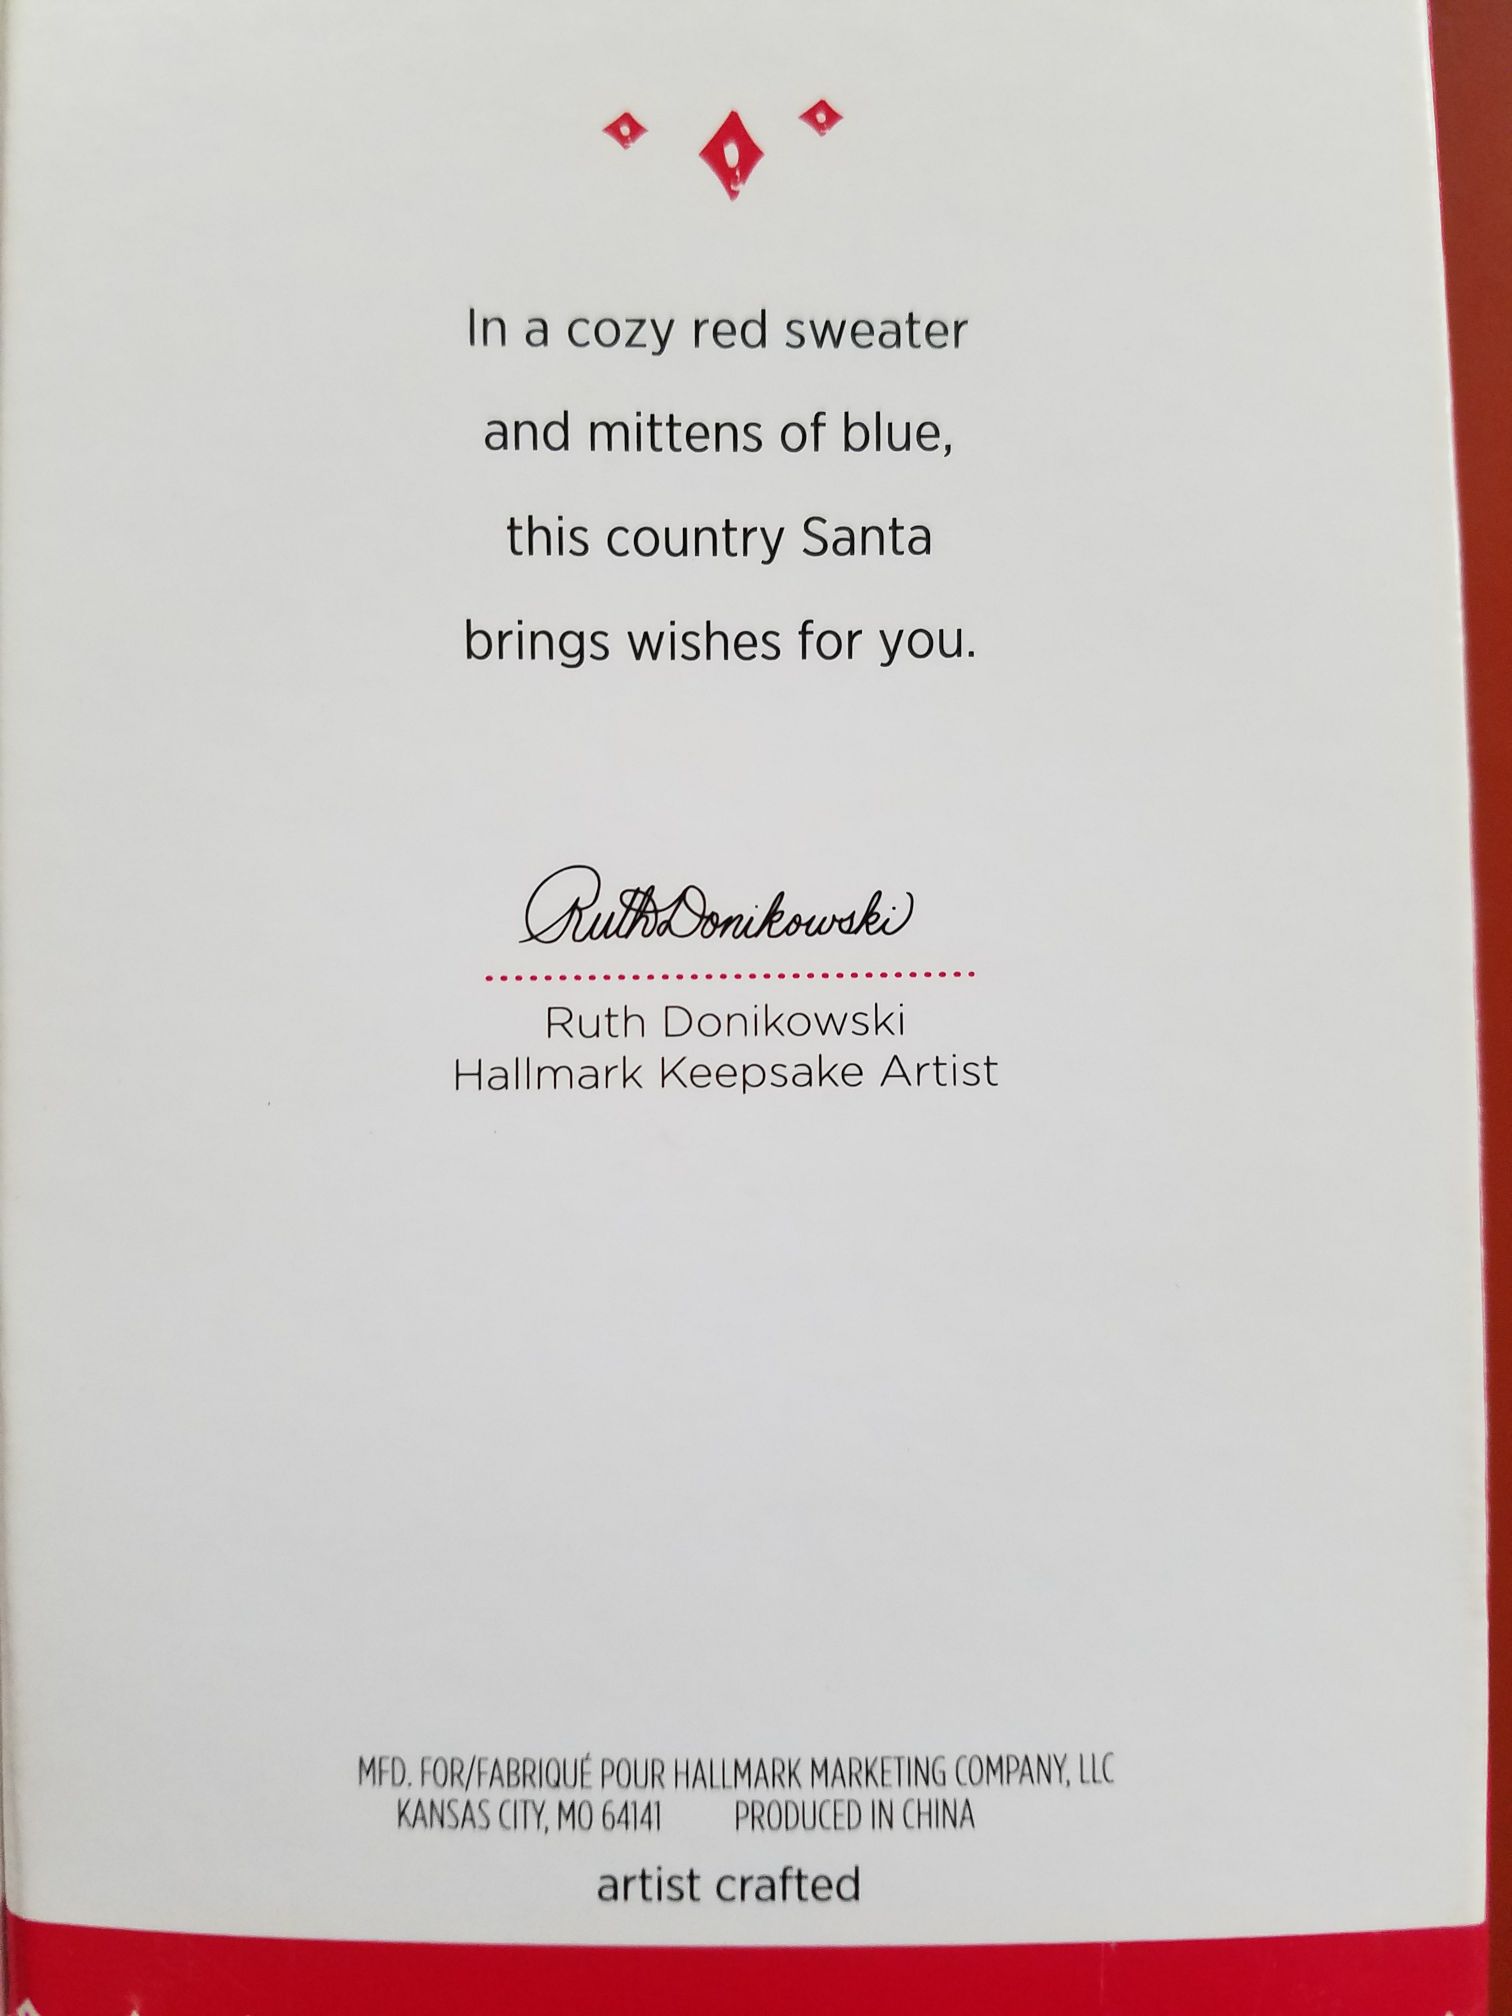 In a cozy red sweater
and mittens of blue,
this country Santa
brings wishes for you.
Ruth Donikowski
Ruth Donikowski
Hallmark Keepsake Artist
MFD. FOR/FABRIQUÉ POUR HALLMARK MARKETING COMPANY, LLC
KANSAS CITY, MO 64141 PRODUCED IN CHINA
artist crafted